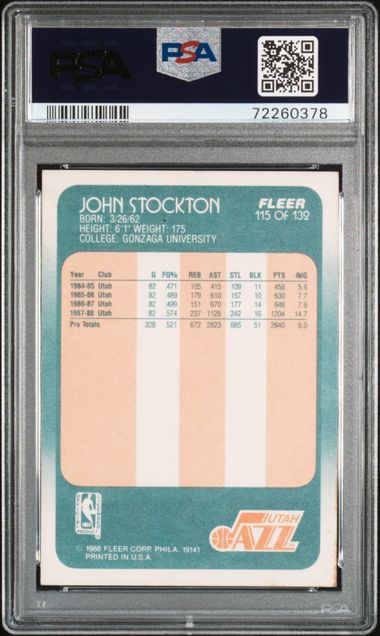 PSA
PSA
72260378
JOHN STOCKTON
FLEER
115 OF 132
BORN: 3/26/62
HEIGHT: 6'1" WEIGHT: 175
COLLEGE: GONZAGA UNIVERSITY
Year Club G FG% REB AST STL BLK PTS AVG
1984-85 Utah 82 .471 105 415 109 11 458 5.6
1985-86 Utah 82 .489 179 610 157 10 630 7.7
1986-87 Utah 82 .499 151 670 177 14 648 7.9
1987-88 Utah 82 .574 237 1128 242 16 1204 14.7
Pro Totals 328 .521 672 2823 685 51 2940 9.0
NBA
UTAH
JAZZ
© 1988 FLEER CORP. PHILA. 19141
PRINTED IN U.S.A.
PSA